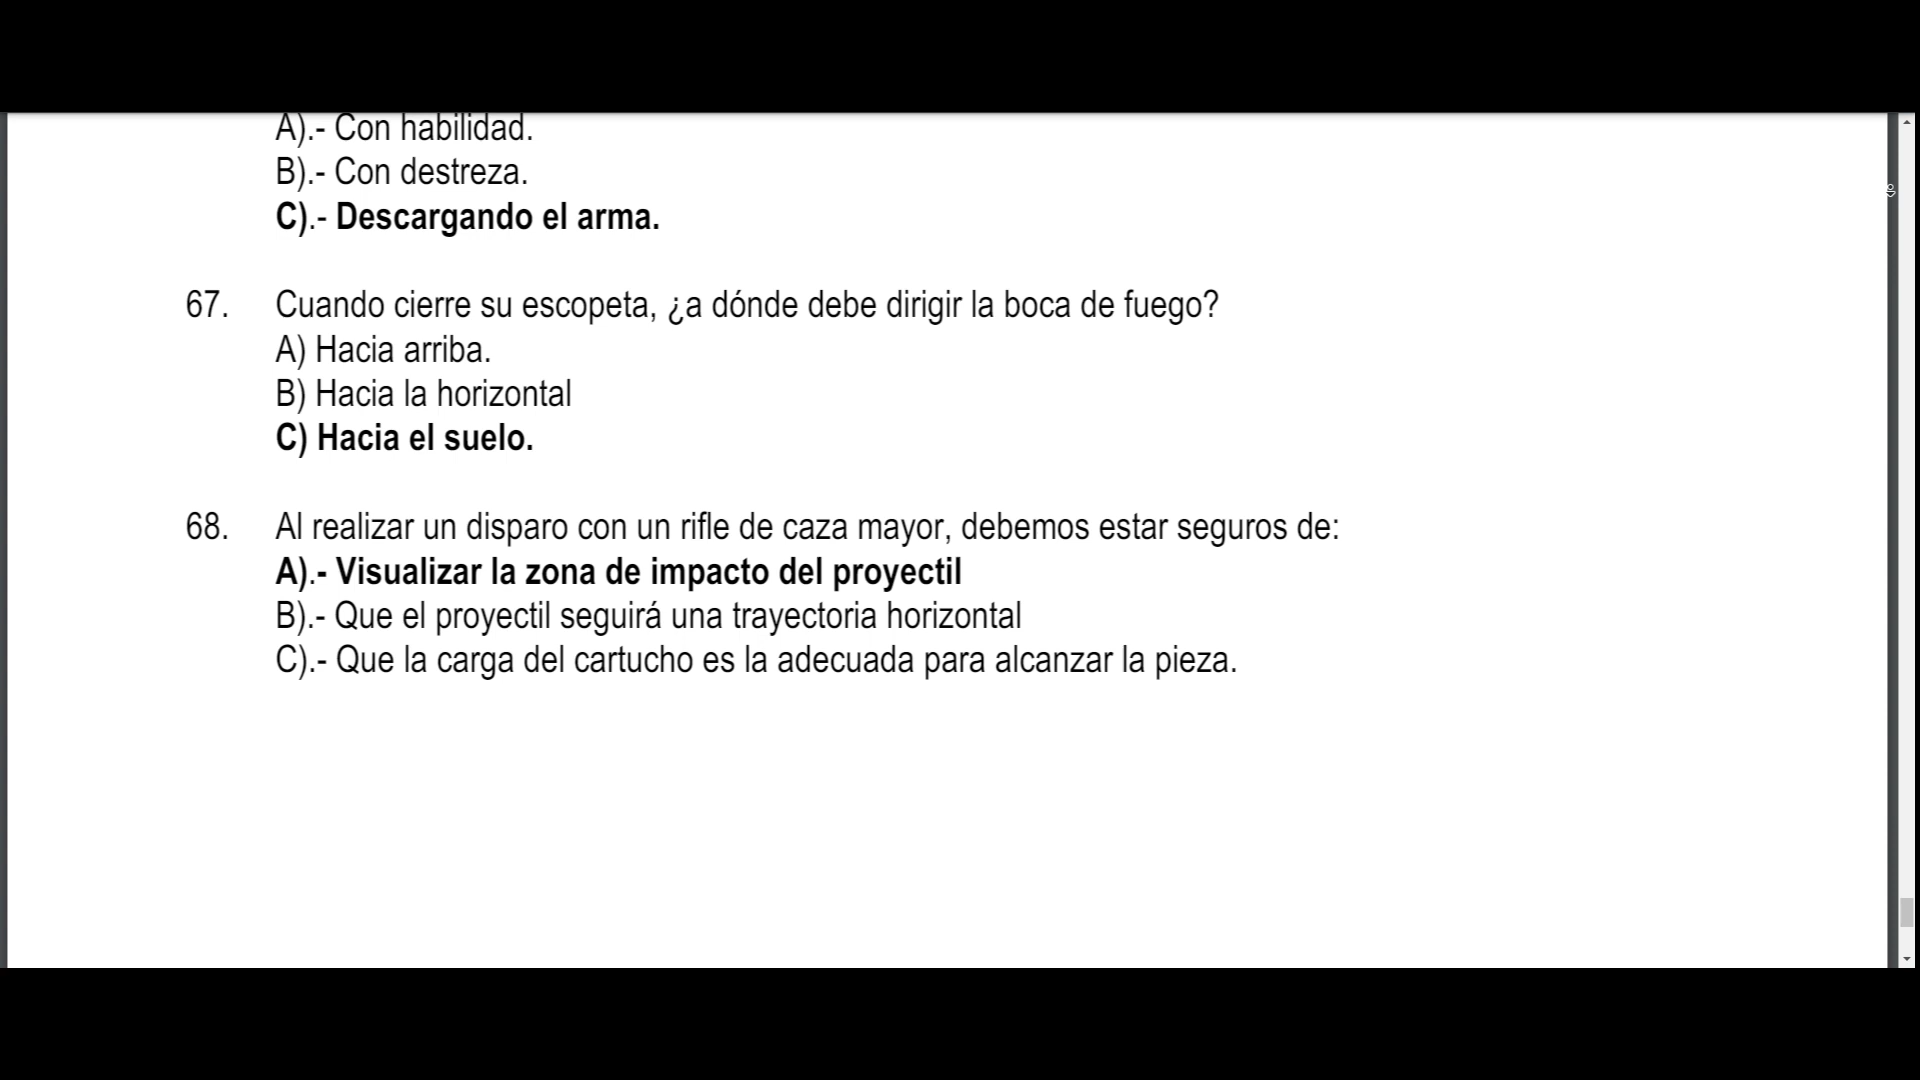 A).- Con habilidad.
B).- Con destreza.
C).- Descargando el arma.
67. Cuando cierre su escopeta, ¿a dónde debe dirigir la boca de fuego?
A) Hacia arriba.
B) Hacia la horizontal
C) Hacia el suelo.
68. Al realizar un disparo con un rifle de caza mayor, debemos estar seguros de:
A).- Visualizar la zona de impacto del proyectil
B).- Que el proyectil seguirá una trayectoria horizontal
C).- Que la carga del cartucho es la adecuada para alcanzar la pieza.